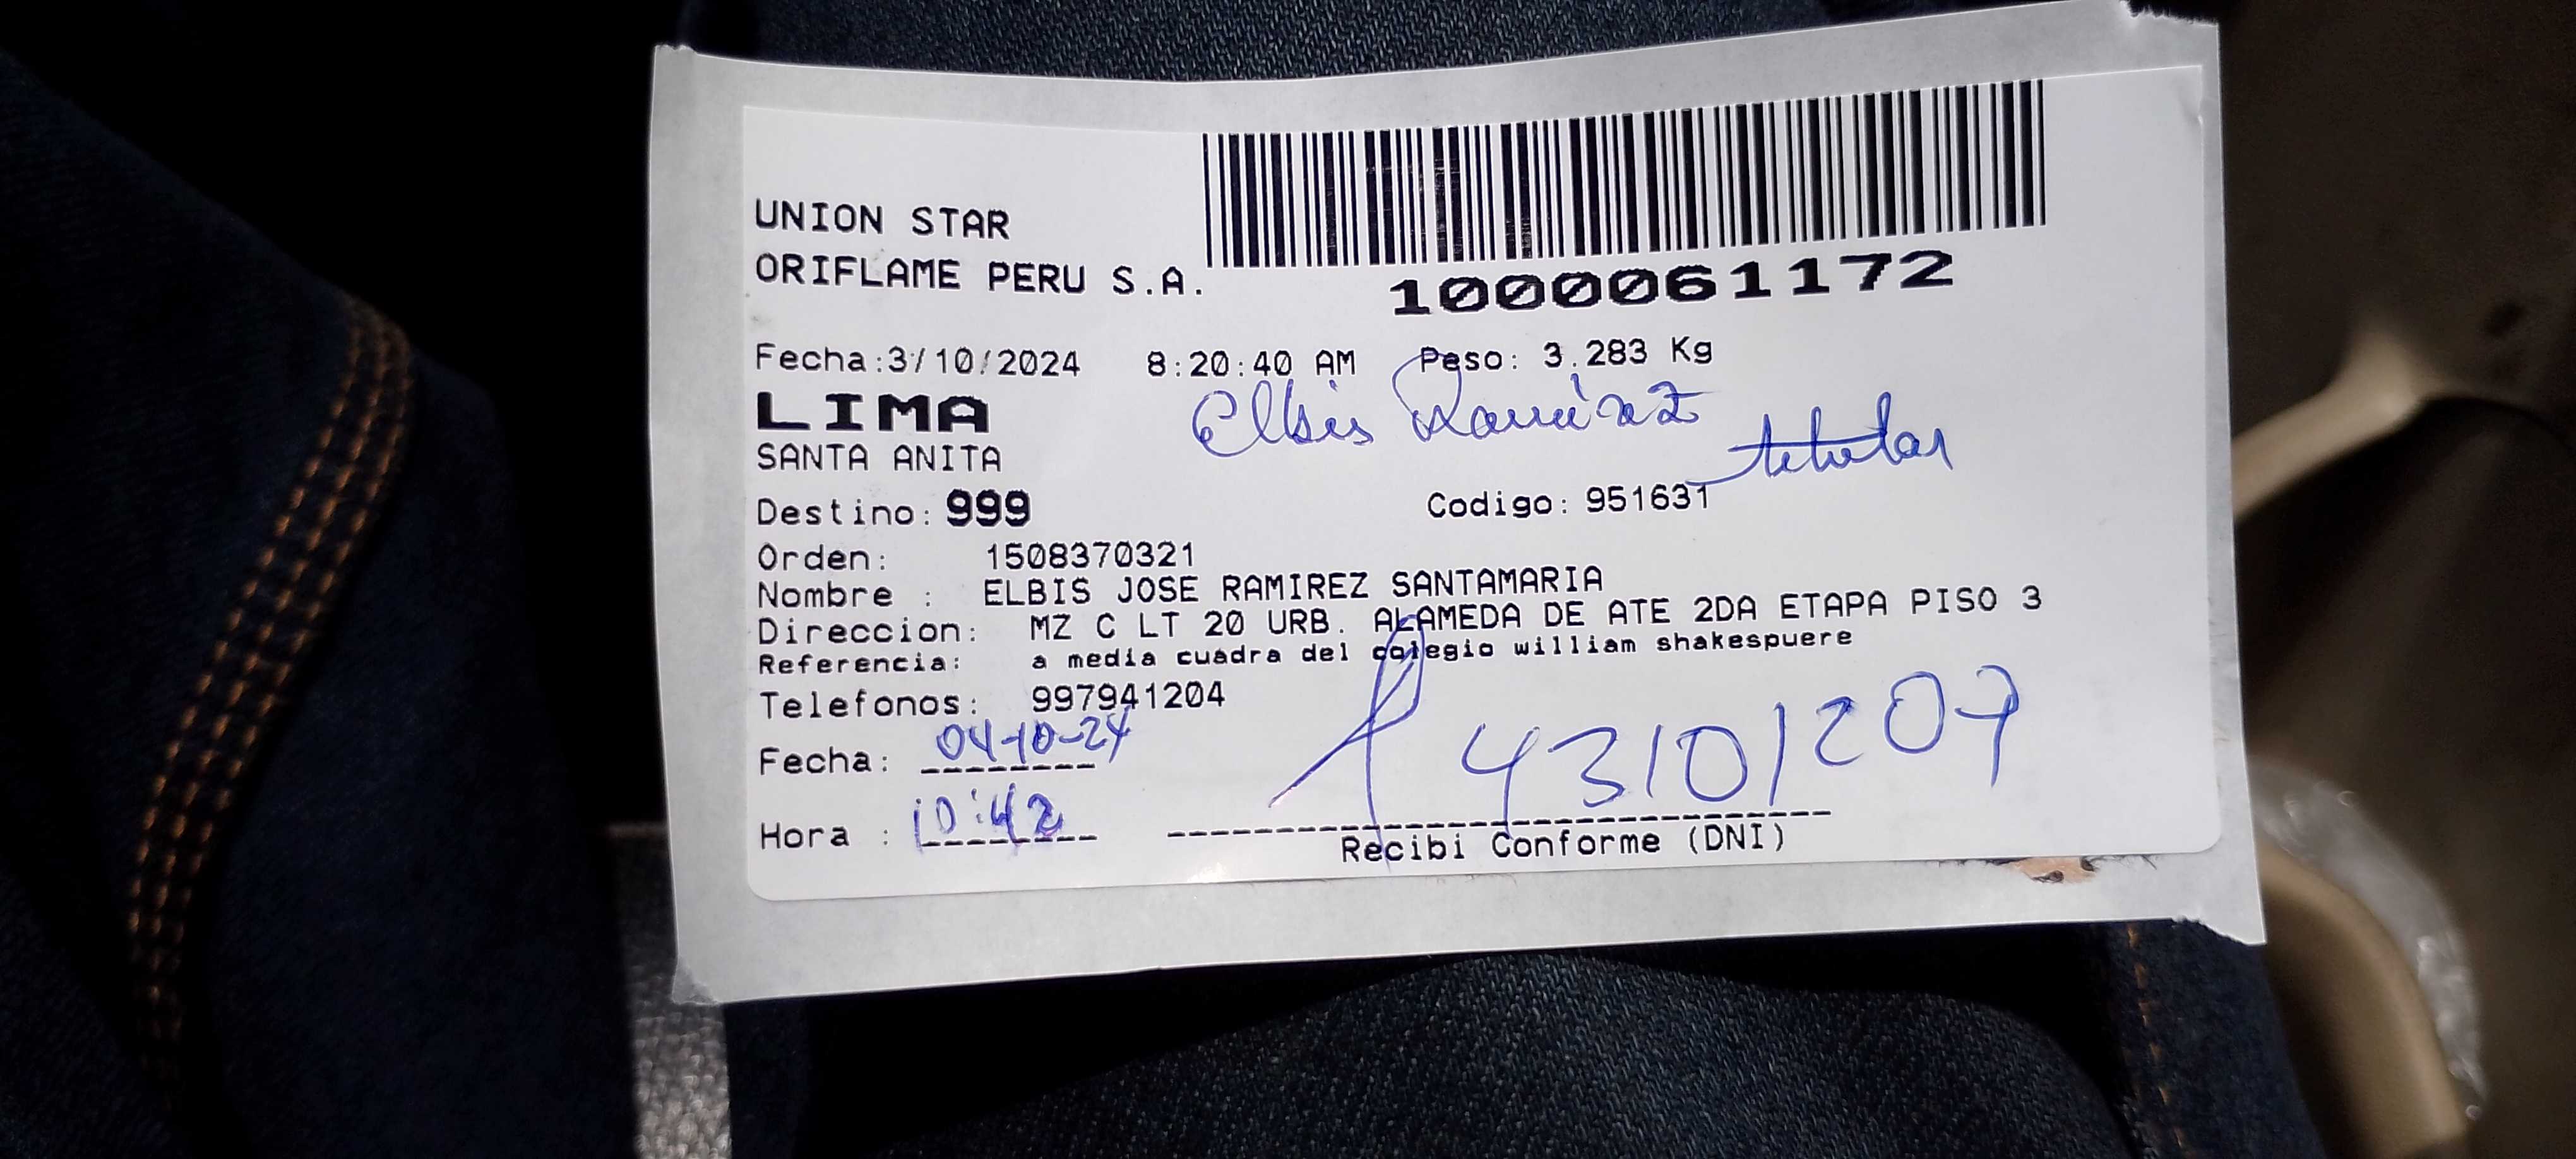 UNION STAR
ORIFLAME PERU S.A.
1000061172
Fecha:3/10/2024 8:20:40 AM Peso: 3.283 Kg
LIMA
Elbis Ramirez
titular
SANTA ANITA
Destino: 999 Codigo: 951631
Orden: 1508370321
Nombre : ELBIS JOSE RAMIREZ SANTAMARIA
Direccion: MZ C LT 20 URB. ALAMEDA DE ATE 2DA ETAPA PISO 3
Referencia: a media cuadra del colegio william shakespuere
Telefonos: 997941204
Fecha: 04-10-24
43101209
Hora : 10:42
Recibi Conforme (DNI)